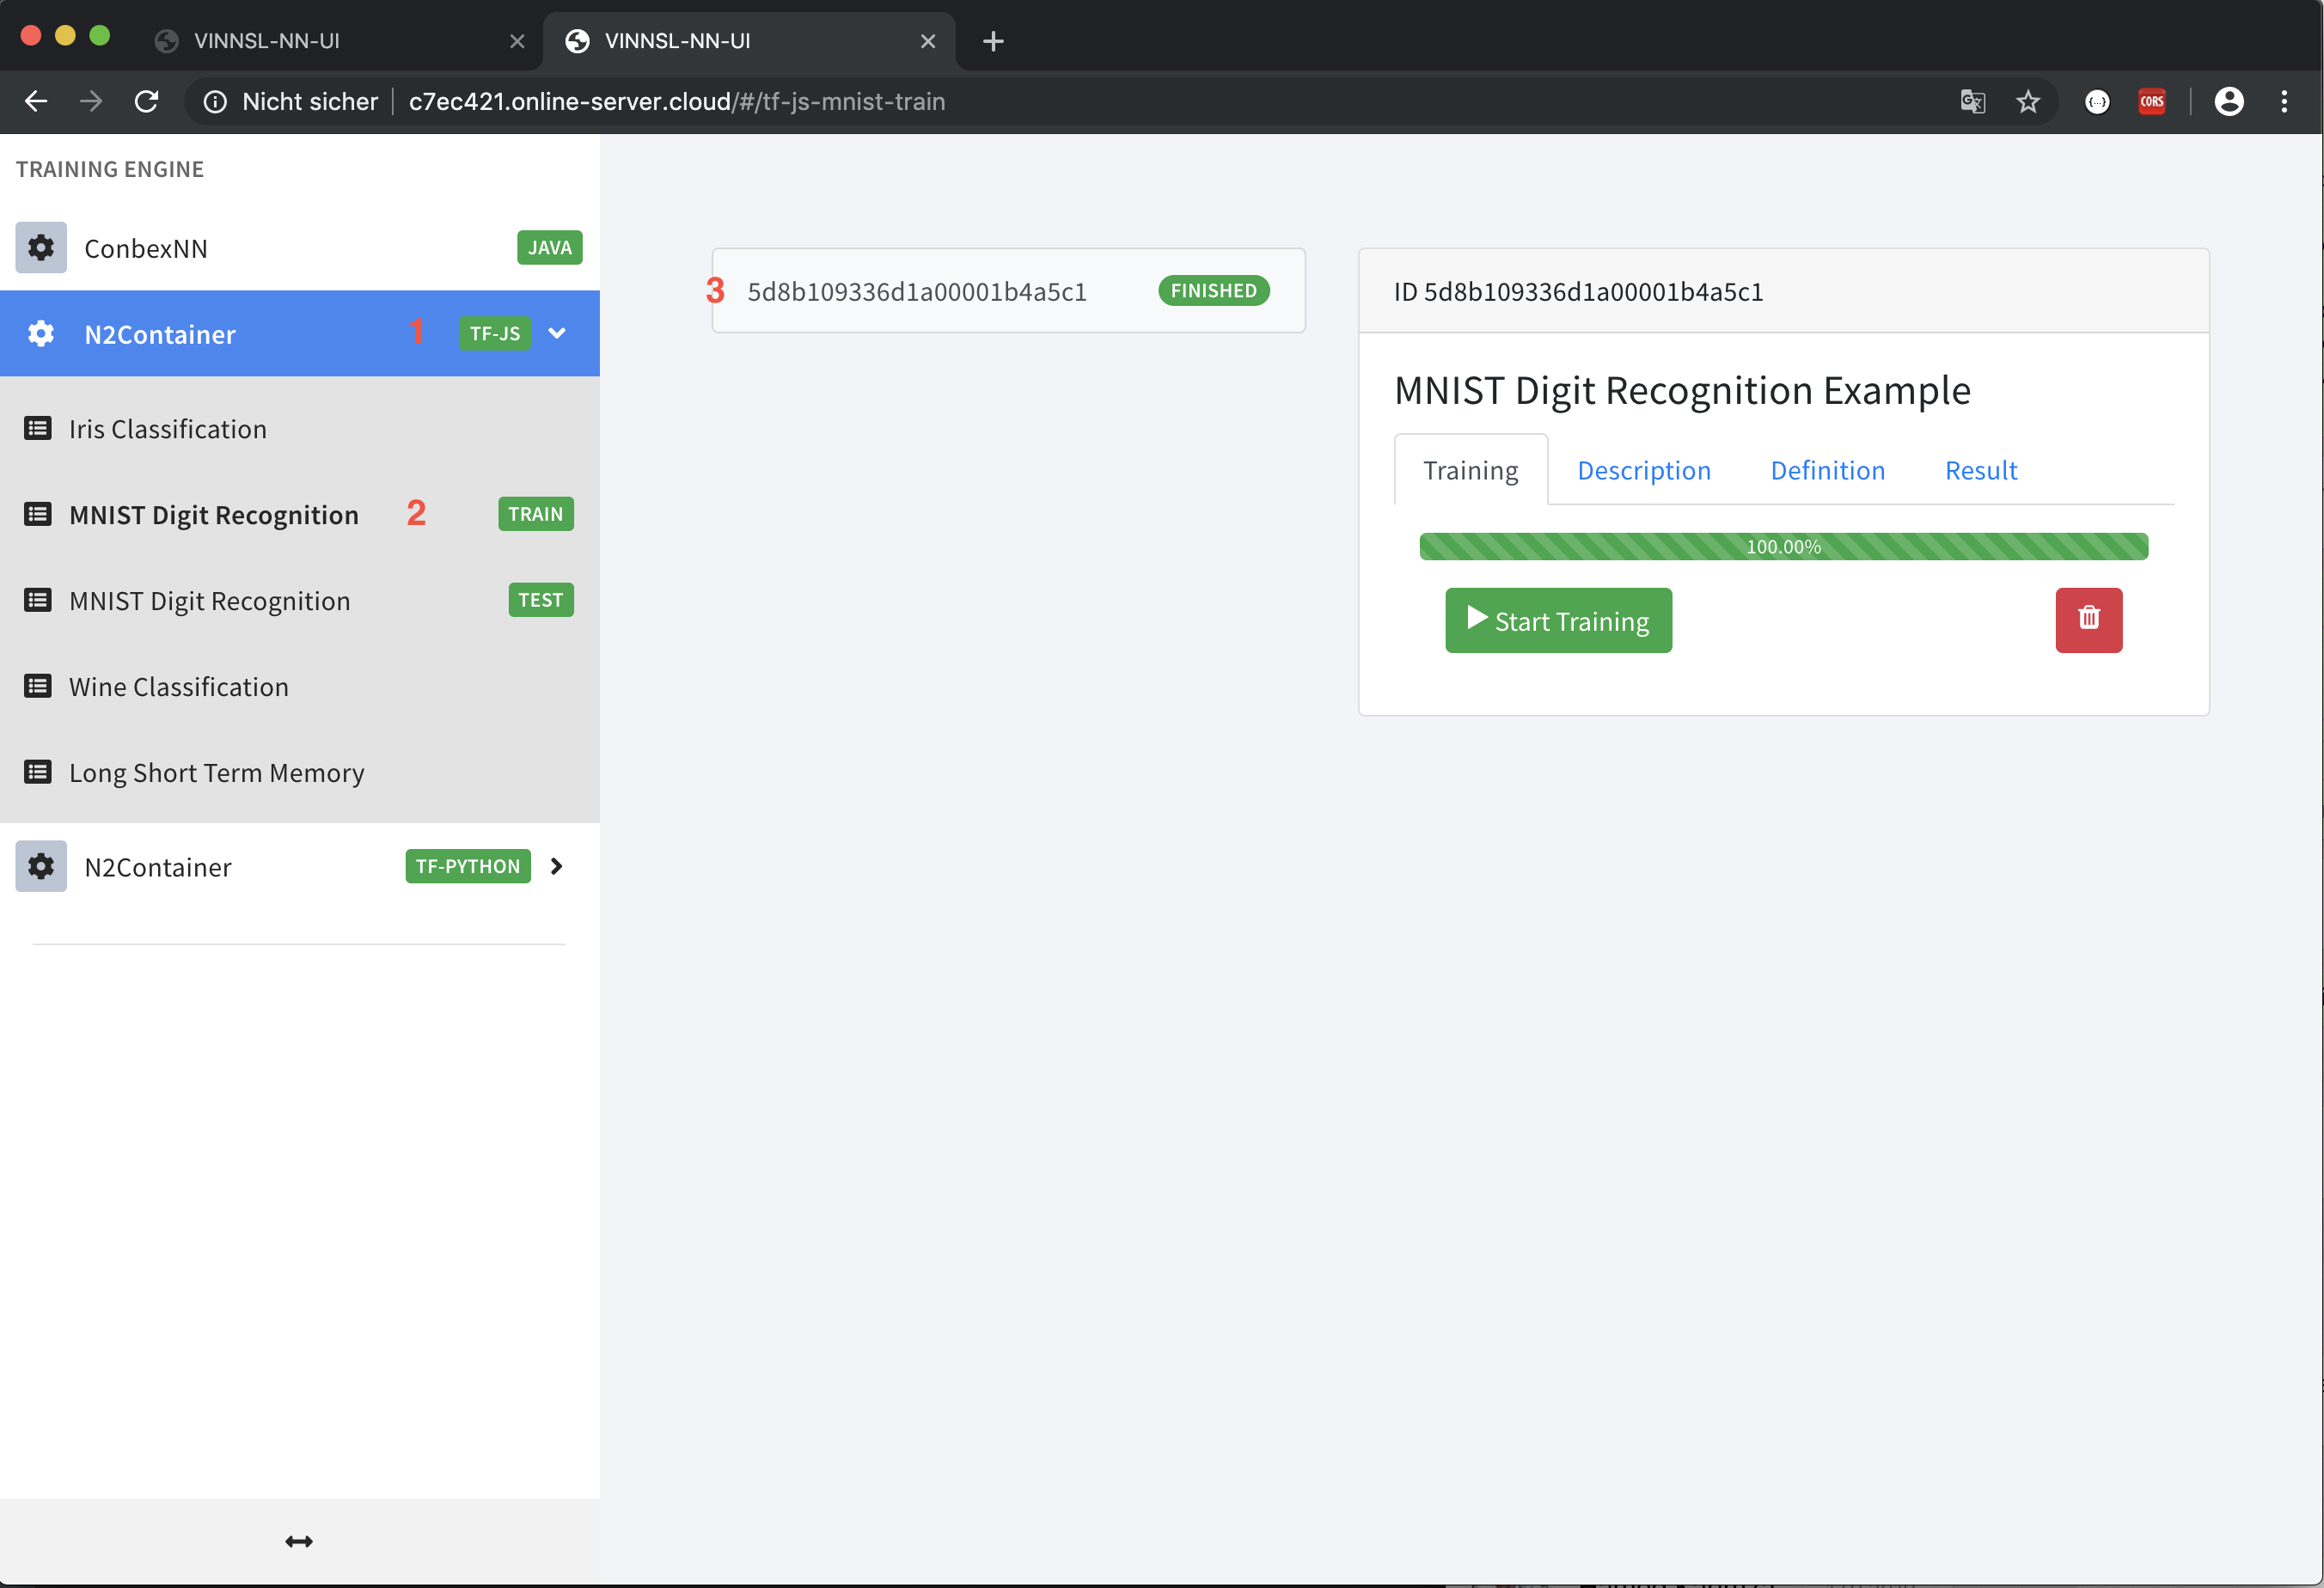 VINNSL-NN-UI
VINNSL-NN-UI
Nicht sicher
c7ec421.online-server.cloud/#/tf-js-mnist-train
CORS
TRAINING ENGINE
ConbexNN
JAVA
N2Container
1
TF-JS
Iris Classification
MNIST Digit Recognition
2
TRAIN
MNIST Digit Recognition
TEST
Wine Classification
Long Short Term Memory
N2Container
TF-PYTHON
3
5d8b109336d1a00001b4a5c1
FINISHED
ID 5d8b109336d1a00001b4a5c1
MNIST Digit Recognition Example
Training
Description
Definition
Result
100.00%
Start Training